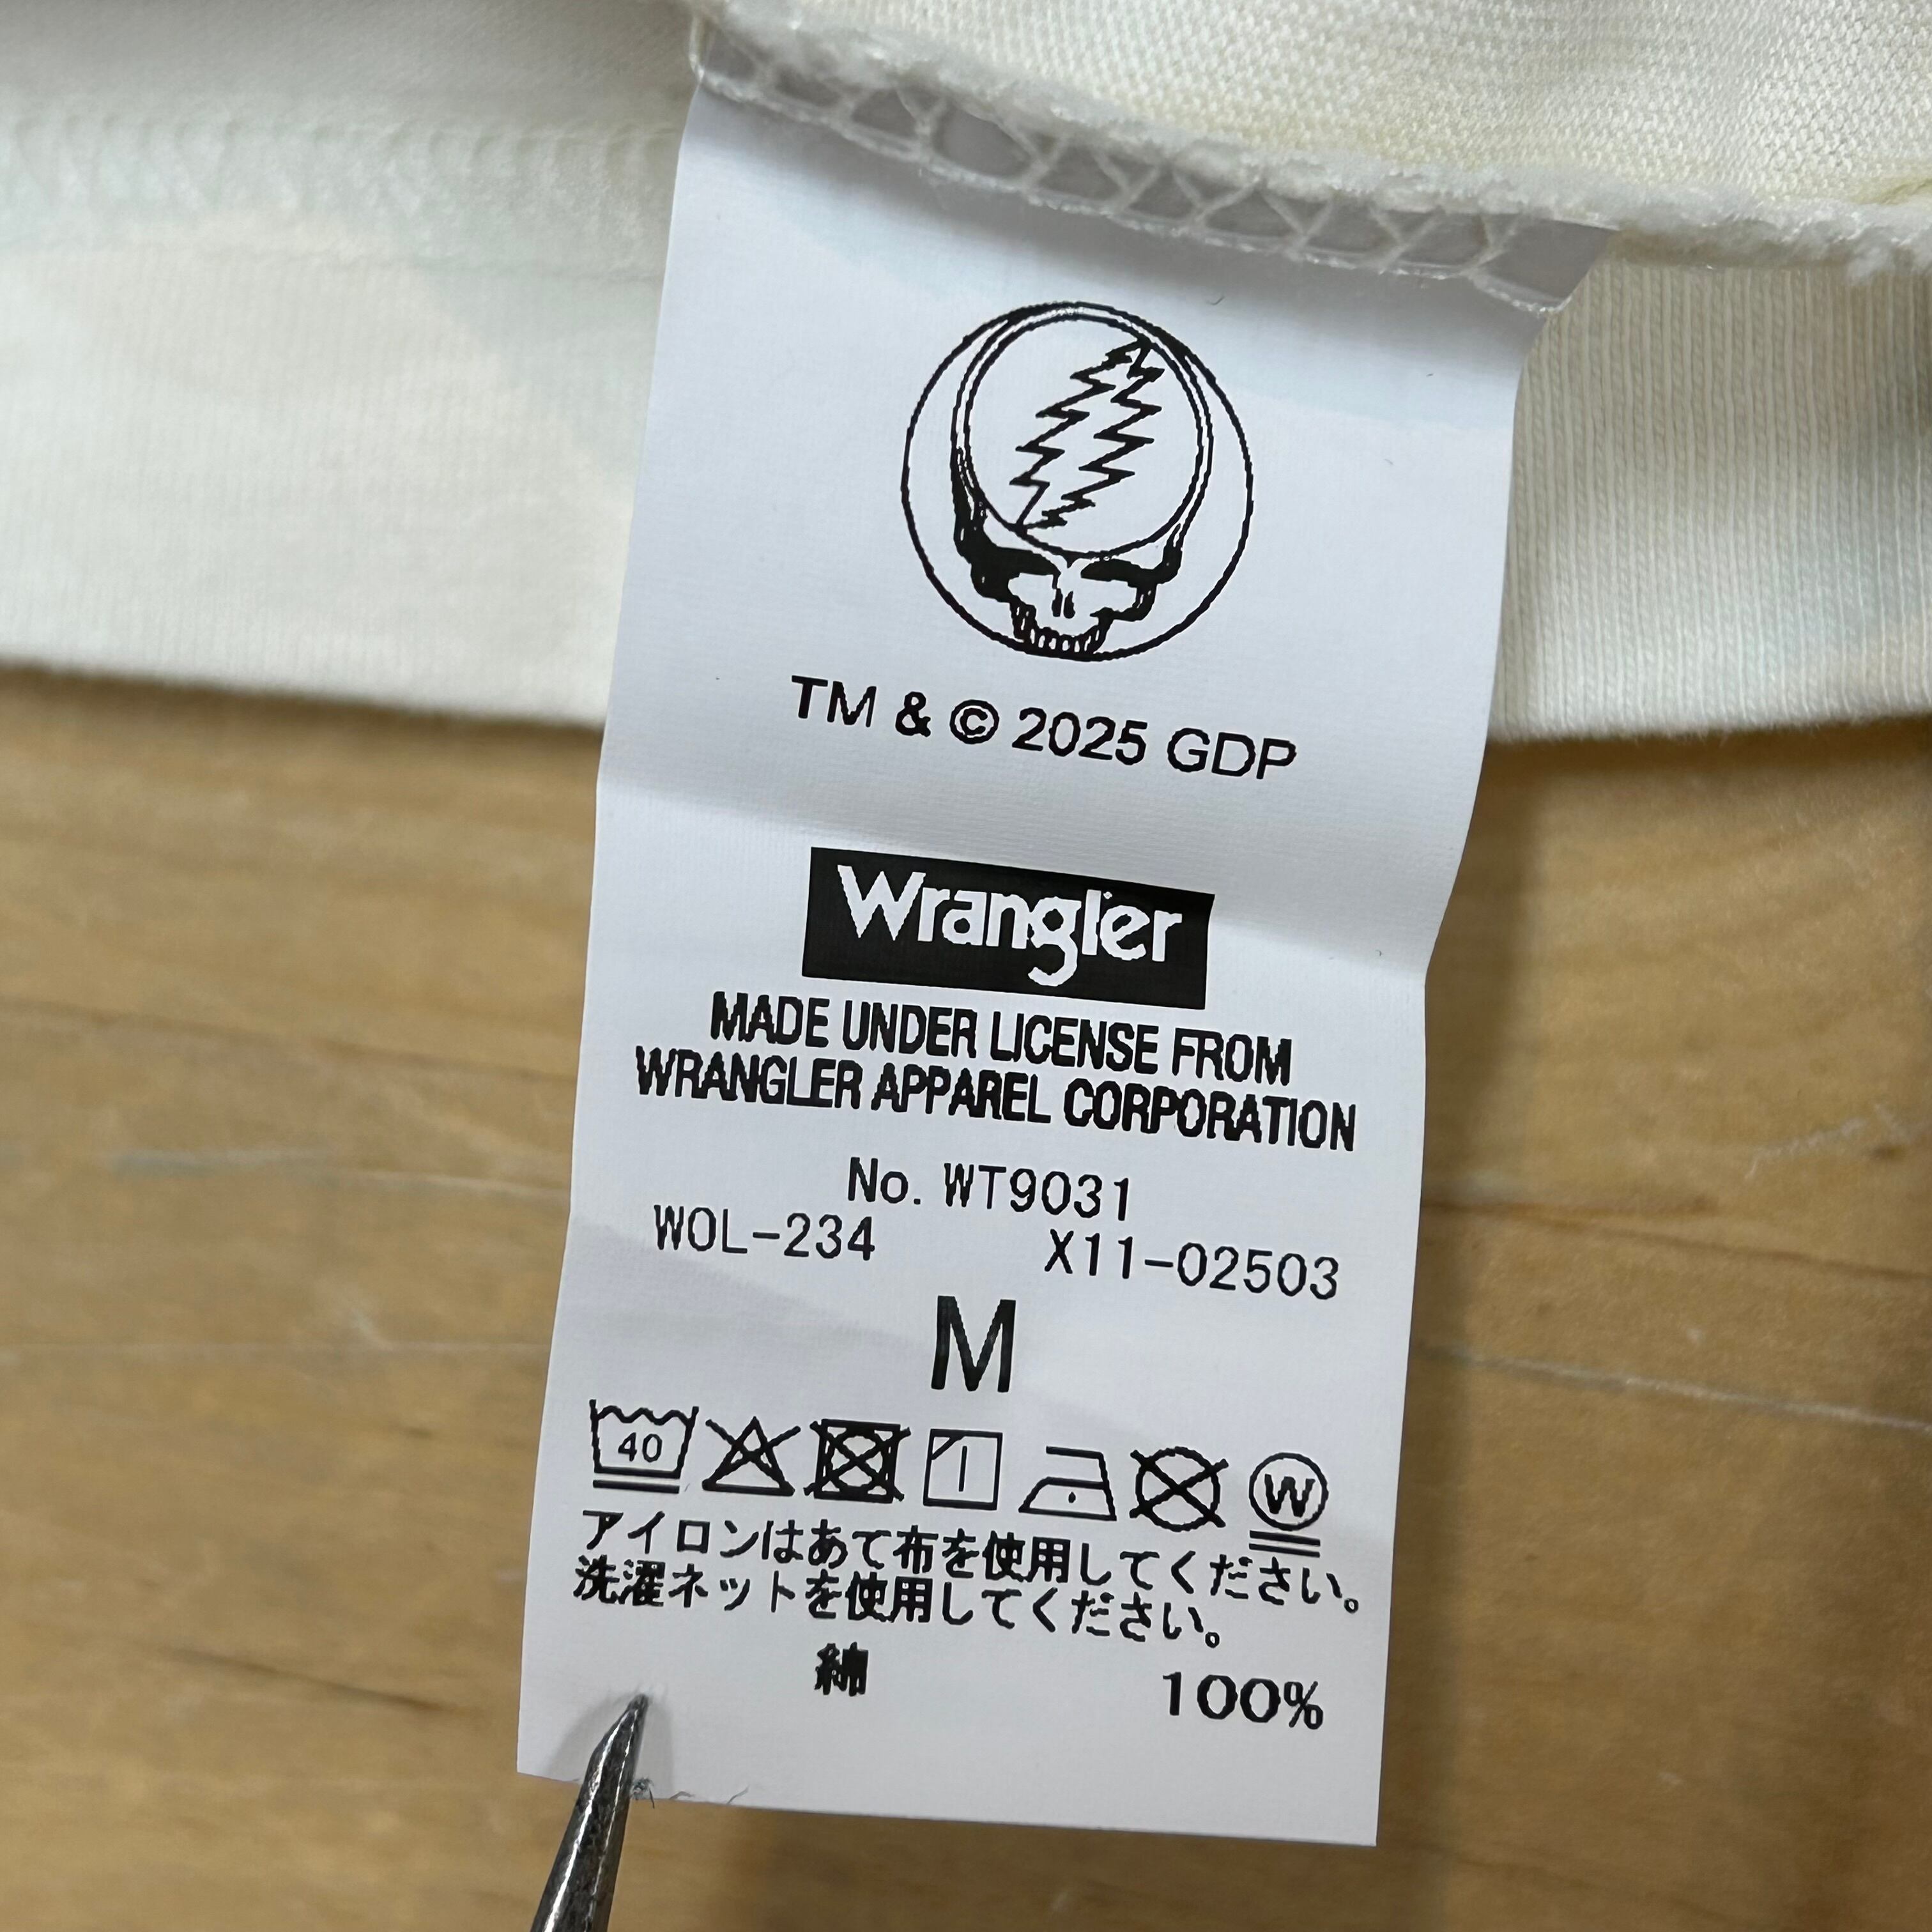 TM & © 2025 GDP
Wrangler
MADE UNDER LICENSE FROM
WRANGLER APPAREL CORPORATION
No. WT9031
WOL-234 X11-02503
M
40 W
アイロンはあて布を使用してください。
洗濯ネットを使用してください。
綿 100%